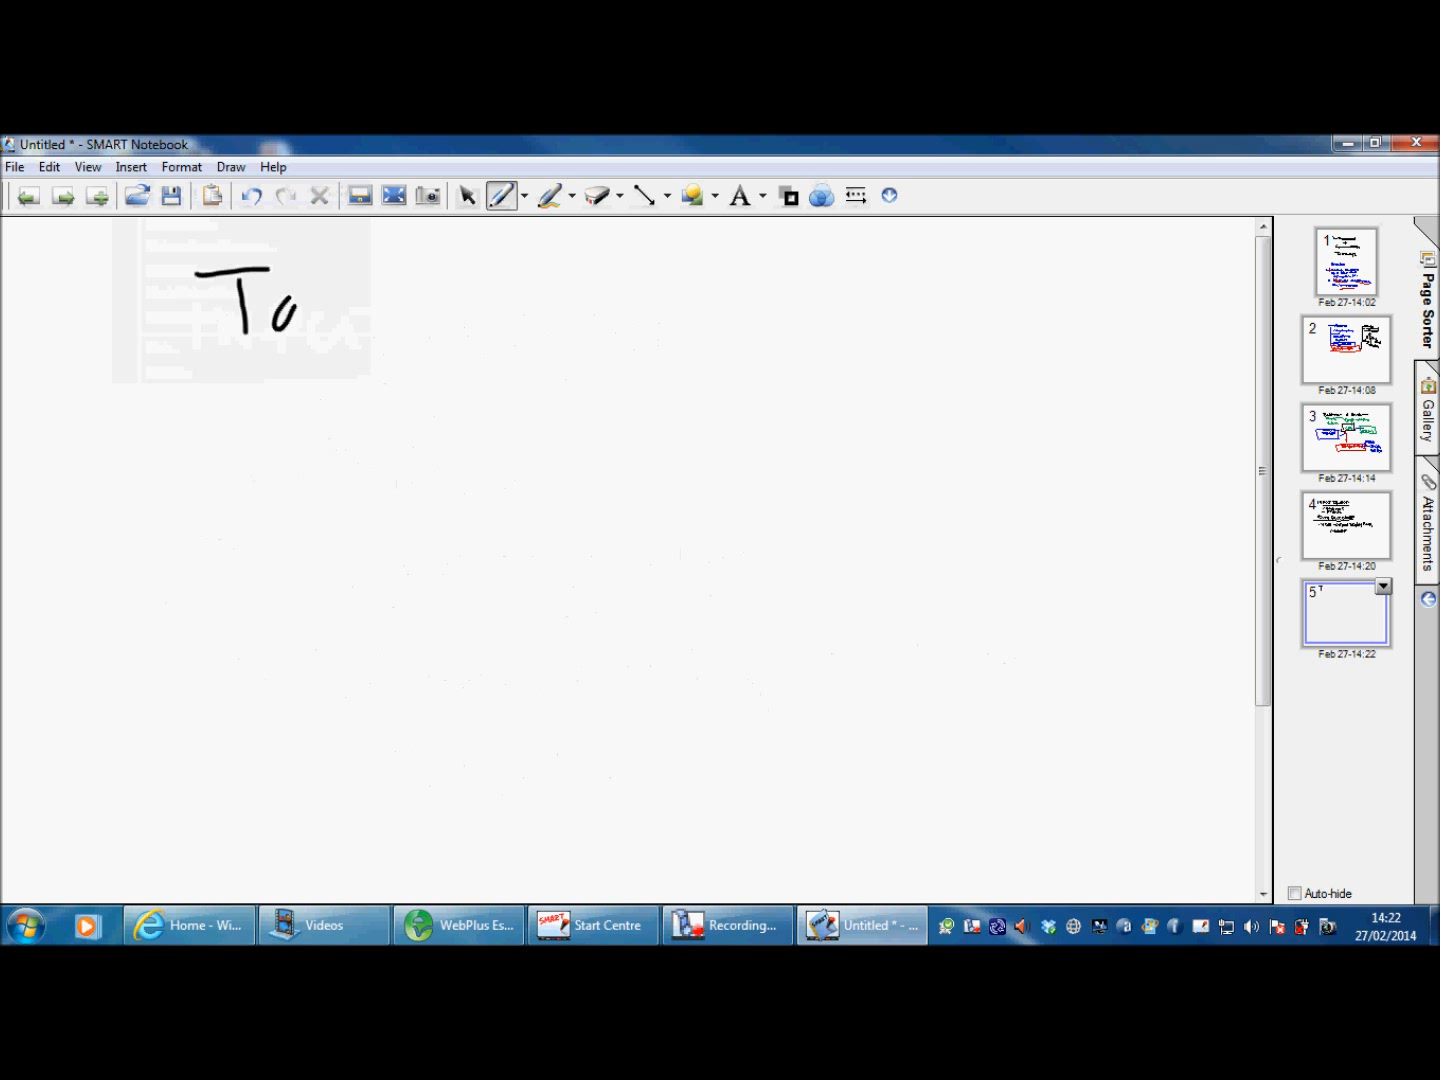 Untitled * - SMART Notebook
File Edit View Insert Format Draw Help
To
1
Feb 27-14:02
2
Feb 27-14:08
3
Feb 27-14:14
4
Feb 27-14:20
5
Feb 27-14:22
Page Sorter
Gallery
Attachments
Auto-hide
Home - Wi...
Videos
WebPlus Es...
Start Centre
Recording...
Untitled * - ...
14:22
27/02/2014